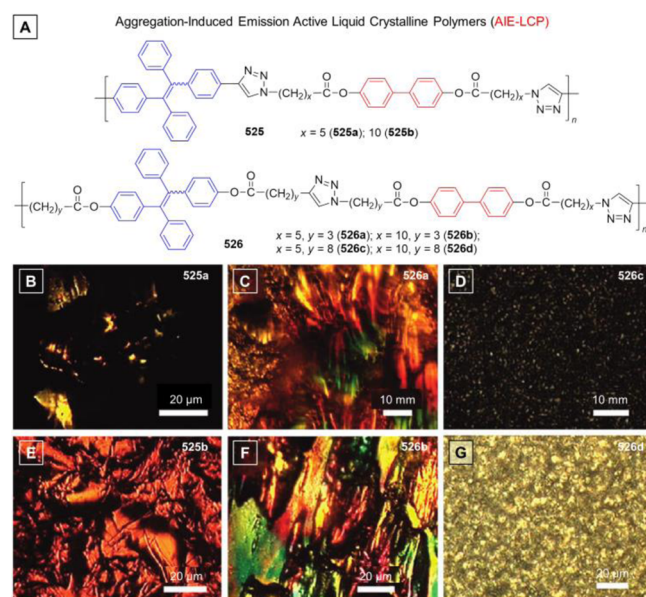 A
Aggregation-Induced Emission Active Liquid Crystalline Polymers (AIE-LCP)
N=N
N
(CH₂)ₓ
C
O
O
O
O
C
(CH₂)ₓ
N
N=N
n
525
x = 5 (525a); 10 (525b)
(CH₂)y
C
O
O
O
O
C
(CH₂)y
N=N
N
(CH₂)ₓ
C
O
O
O
O
C
(CH₂)ₓ
N
N=N
n
526
x = 5, y = 3 (526a); x = 10, y = 3 (526b);
x = 5, y = 8 (526c); x = 10, y = 8 (526d)
B
525a
20 µm
C
526a
10 mm
D
526c
10 mm
E
525b
20 µm
F
526b
20 µm
G
526d
20 µm